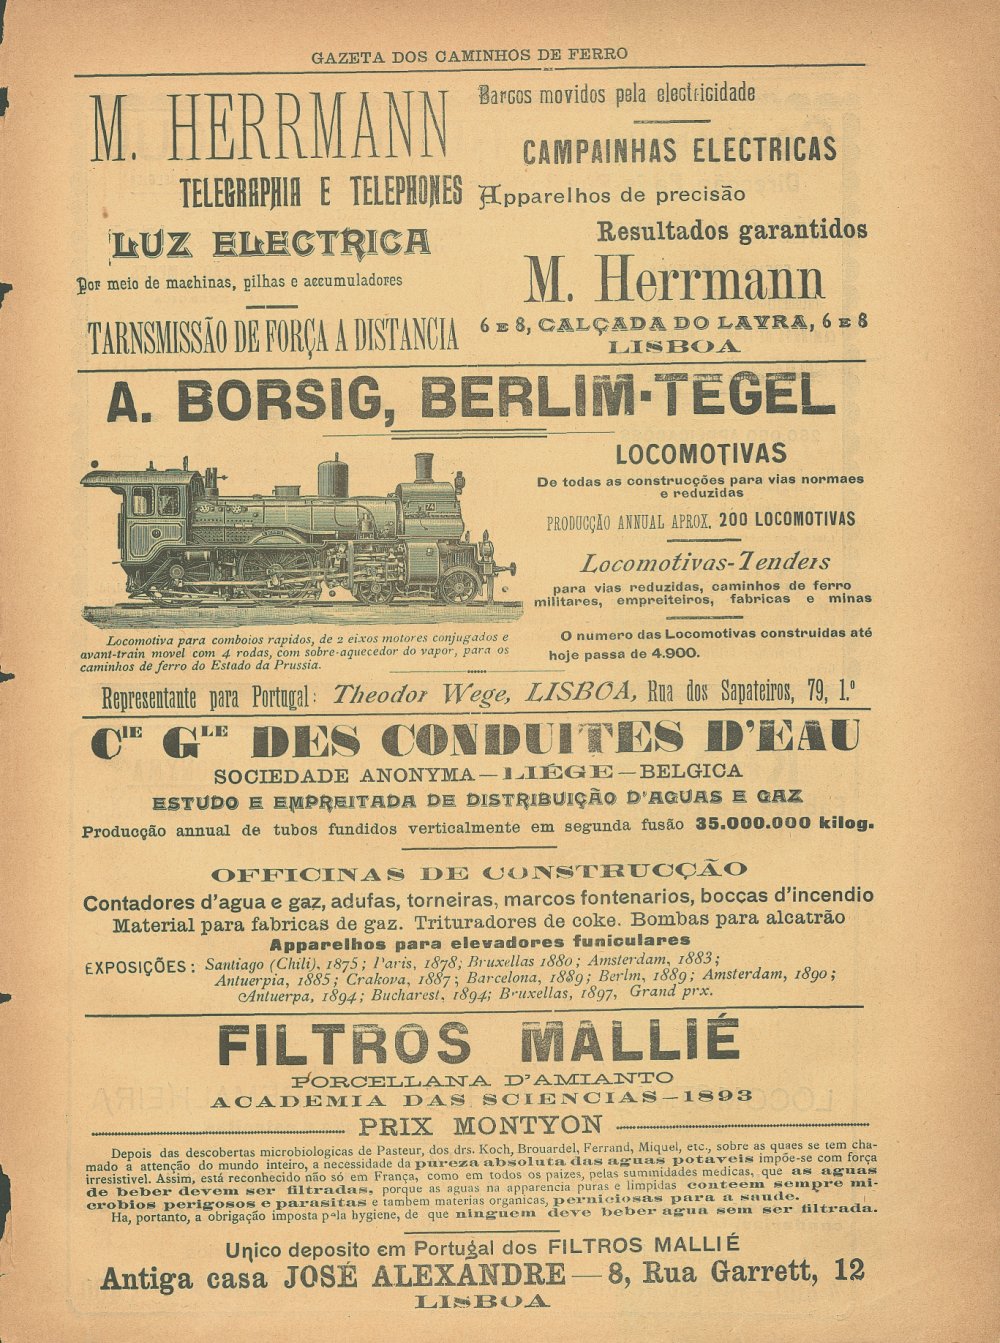 GAZETA DOS CAMINHOS DE FERRO
M. HERRMANN
TELEGRAPHIA E TELEPHONES
LUZ ELECTRICA
Por meio de machinas, pilhas e accumuladores
TARNSMISSÃO DE FORÇA A DISTANCIA
Barcos movidos pela electricidade
CAMPAINHAS ELECTRICAS
Apparelhos de precisão
Resultados garantidos
M. Herrmann
6 E 8, CALÇADA DO LAVRA, 6 E 8
LISBOA
A. BORSIG, BERLIM-TEGEL
Locomotiva para comboios rapidos, de 2 eixos motores conjugados e
avant-train movel com 4 rodas, com sobre-aquecedor do vapor, para os
caminhos de ferro do Estado da Prussia.
LOCOMOTIVAS
De todas as construcções para vias normaes
e reduzidas
PRODUCÇÃO ANNUAL APROX. 200 LOCOMOTIVAS
Locomotivas-Tenders
para vias reduzidas, caminhos de ferro
militares, empreiteiros, fabricas e minas
O numero das Locomotivas construidas até
hoje passa de 4.900.
Representante para Portugal: Theodor Wege, LISBOA, Rua dos Sapateiros, 79, 1.º
CIE GLE DES CONDUITES D'EAU
SOCIEDADE ANONYMA — LIÉGE — BELGICA
ESTUDO E EMPREITADA DE DISTRIBUIÇÃO D'AGUAS E GAZ
Producção annual de tubos fundidos verticalmente em segunda fusão 35.000.000 kilog.
OFFICINAS DE CONSTRUCÇÃO
Contadores d'agua e gaz, adufas, torneiras, marcos fontenarios, boccas d'incendio
Material para fabricas de gaz. Trituradores de coke. Bombas para alcatrão
Apparelhos para elevadores funiculares
EXPOSIÇÕES: Santiago (Chili), 1875; Paris, 1878; Bruxellas 1880; Amsterdam, 1883;
Antuerpia, 1885; Crakova, 1887; Barcelona, 1889; Berlm, 1889; Amsterdam, 1890;
Antuerpa, 1894; Bucharest, 1894; Bruxellas, 1897, Grand prx.
FILTROS MALLIÉ
PORCELLANA D'AMIANTO
ACADEMIA DAS SCIENCIAS—1893
PRIX MONTYON
Depois das descobertas microbiologicas de Pasteur, dos drs. Koch, Brouardel, Ferrand, Miquel, etc., sobre as quaes se tem cha-
mado a attenção do mundo inteiro, a necessidade da pureza absoluta das aguas potaveis impõe-se com força
irresistivel. Assim, está reconhecido não só em França, como em todos os paizes, pelas summidades medicas, que as aguas
de beber devem ser filtradas, porque as aguas na apparencia puras e limpidas conteem sempre mi-
crobios perigosos e parasitas e tambem materias organicas, perniciosas para a saude.
Ha, portanto, a obrigação imposta pela hygiene, de que ninguem deve beber agua sem ser filtrada.
Unico deposito em Portugal dos FILTROS MALLIÉ
Antiga casa JOSÉ ALEXANDRE — 8, Rua Garrett, 12
LISBOA